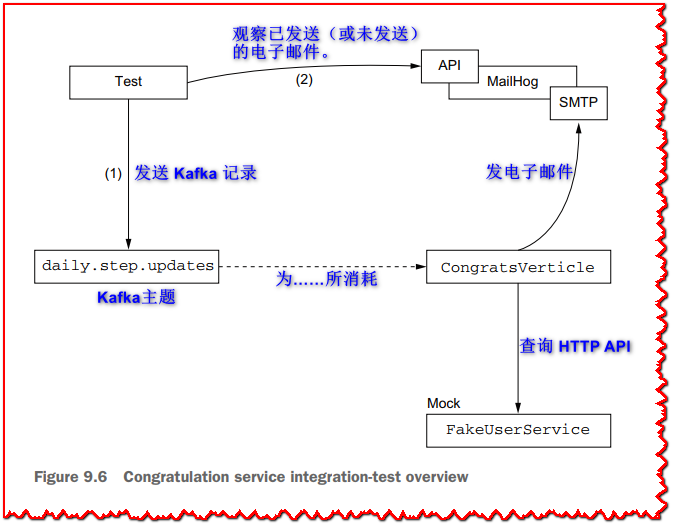 观察已发送（或未发送）
的电子邮件。
Test
(2)
API
MailHog
SMTP
(1)
发送 Kafka 记录
发电子邮件
daily.step.updates
为……所消耗
CongratsVerticle
Kafka主题
查询 HTTP API
Mock
FakeUserService
Figure 9.6 Congratulation service integration-test overview